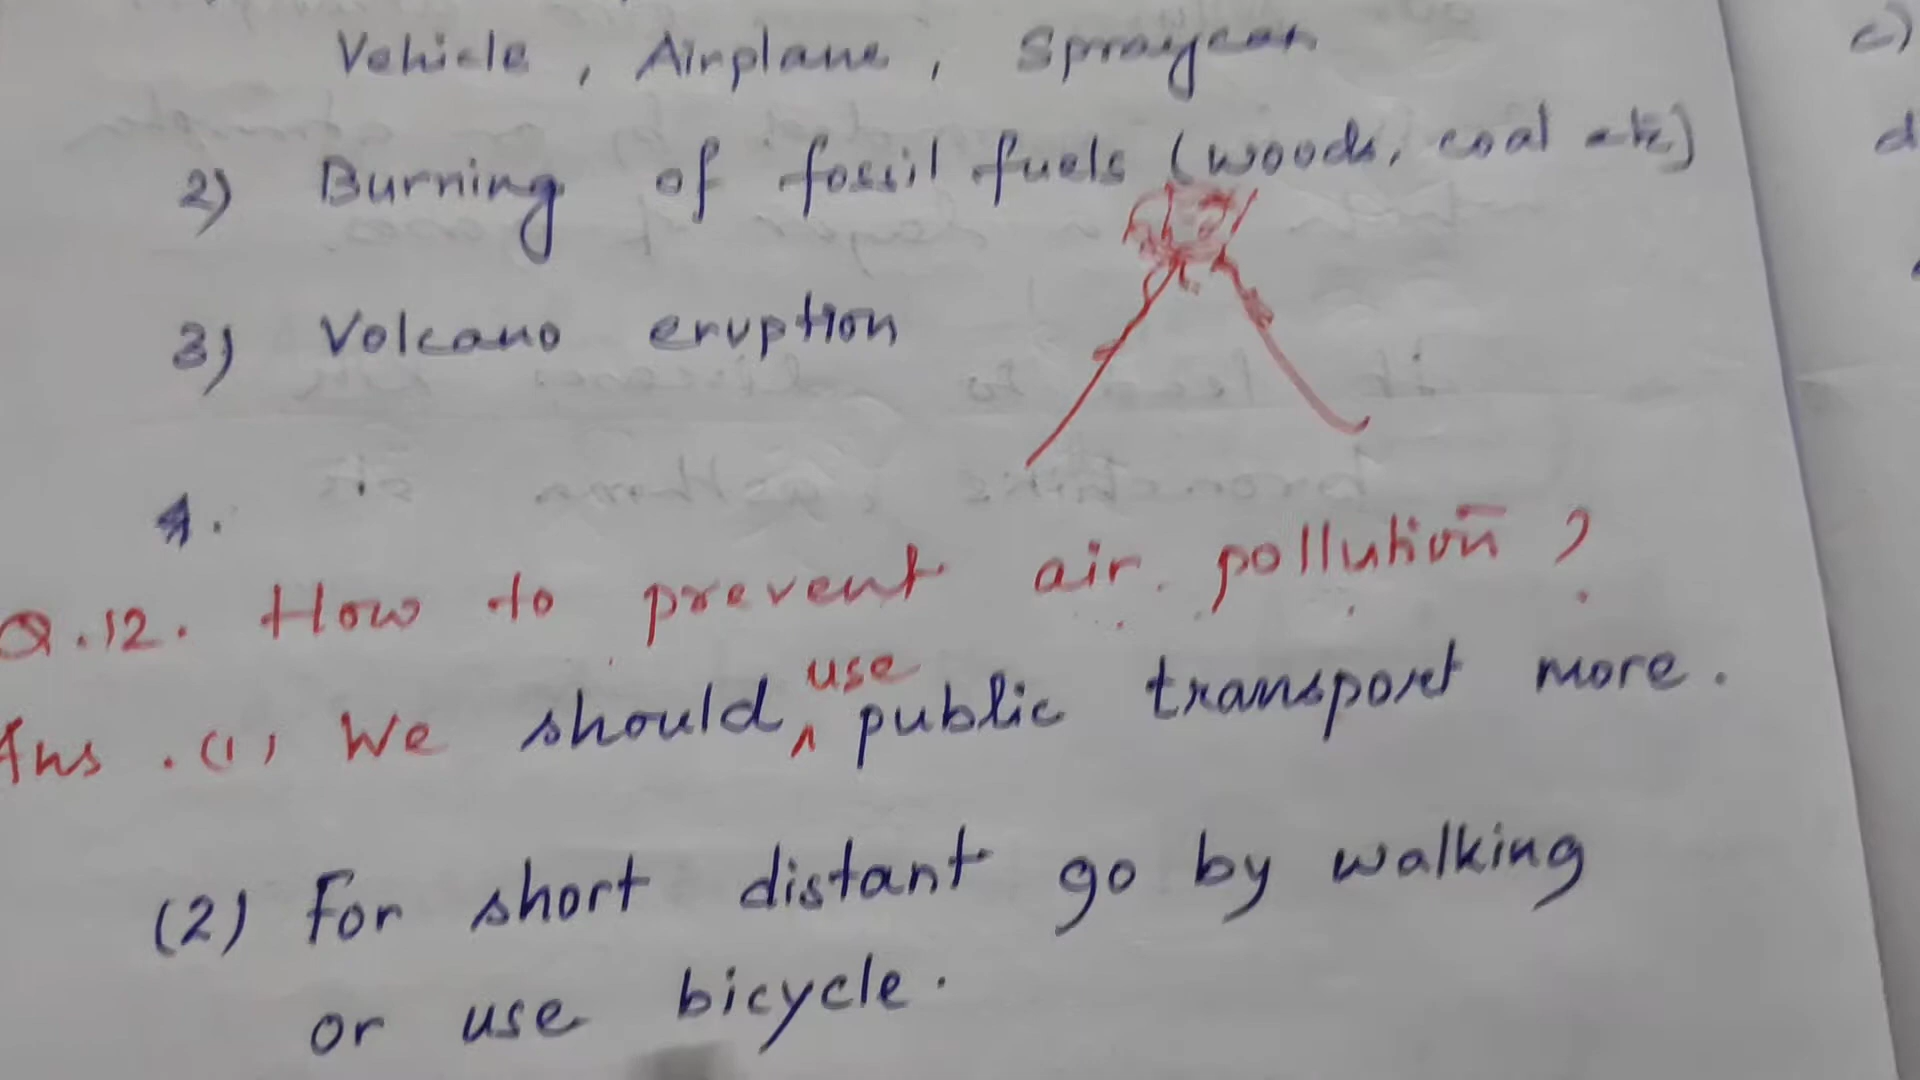 Vehicle, Airplane, Spraycan
2) Burning of fossil fuels (woods, coal etc)
3) Volcano eruption
4.
Q.12. How to prevent air pollution?
Ans. (1) We should use public transport more.
(2) For short distant go by walking
or use bicycle.
c)
d